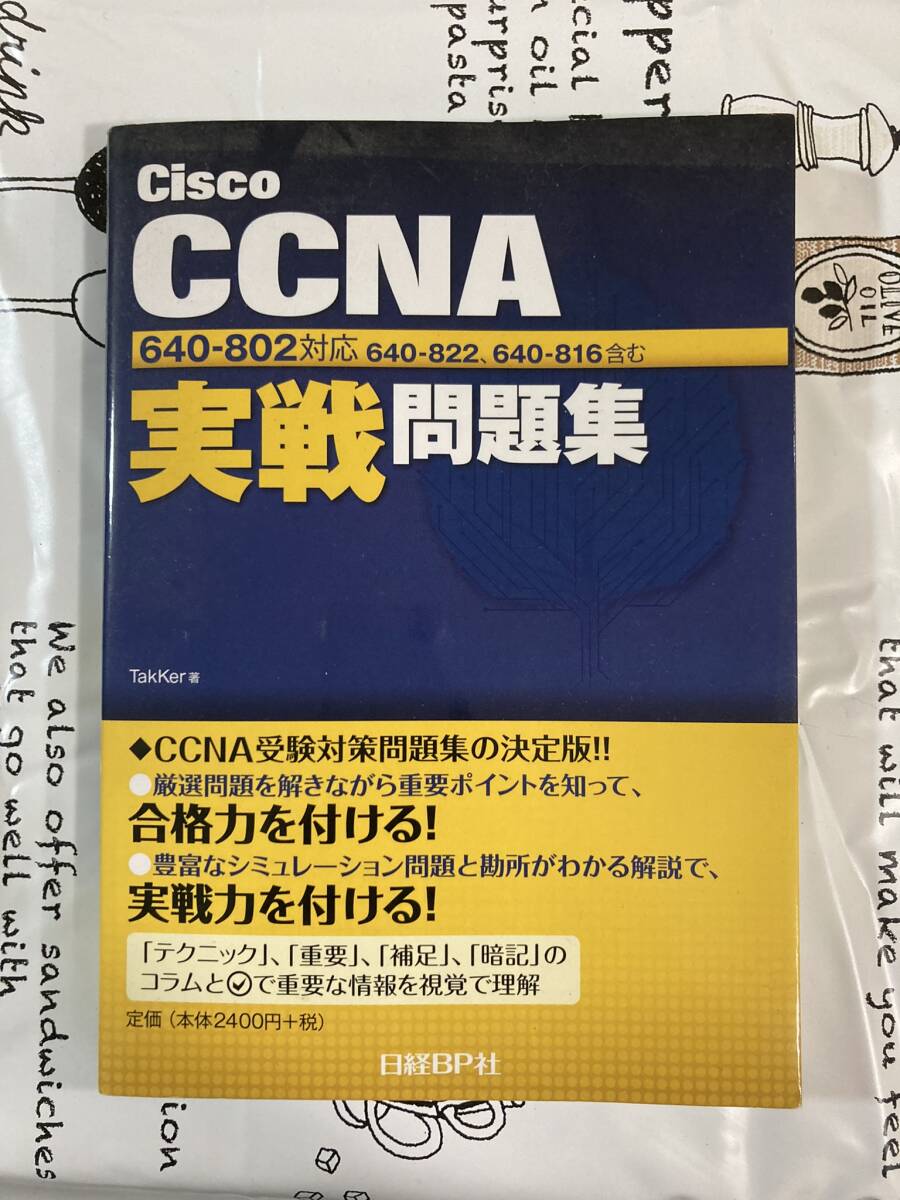 Cisco
CCNA
640-802対応 640-822、640-816含む
実戦問題集
TakKer 著
◆CCNA受験対策問題集の決定版!!
●厳選問題を解きながら重要ポイントを知って、
合格力を付ける!
●豊富なシミュレーション問題と勘所がわかる解説で、
実戦力を付ける!
「テクニック」、「重要」、「補足」、「暗記」の
コラムと✓で重要な情報を視覚で理解
定価（本体2400円+税）
日経BP社
drink
pper
cial
oil
urpris
pasta
OLIVE
OIL
We also offer sandwiches
that go well with
ion
that will make you feel